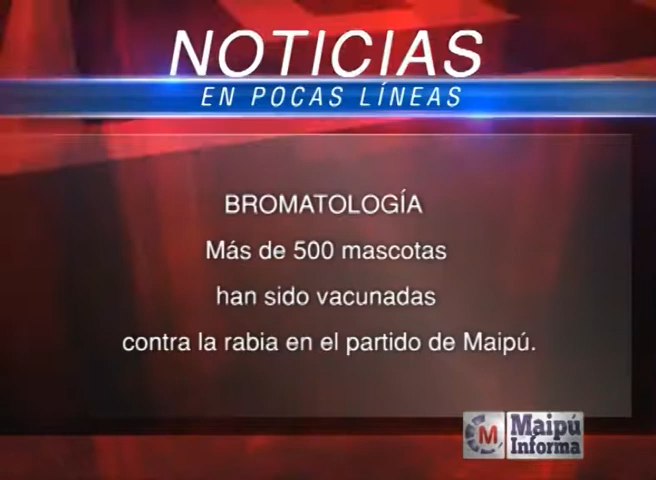 NOTICIAS
EN POCAS LÍNEAS
BROMATOLOGÍA
Más de 500 mascotas
han sido vacunadas
contra la rabia en el partido de Maipú.
M
Maipú
Informa